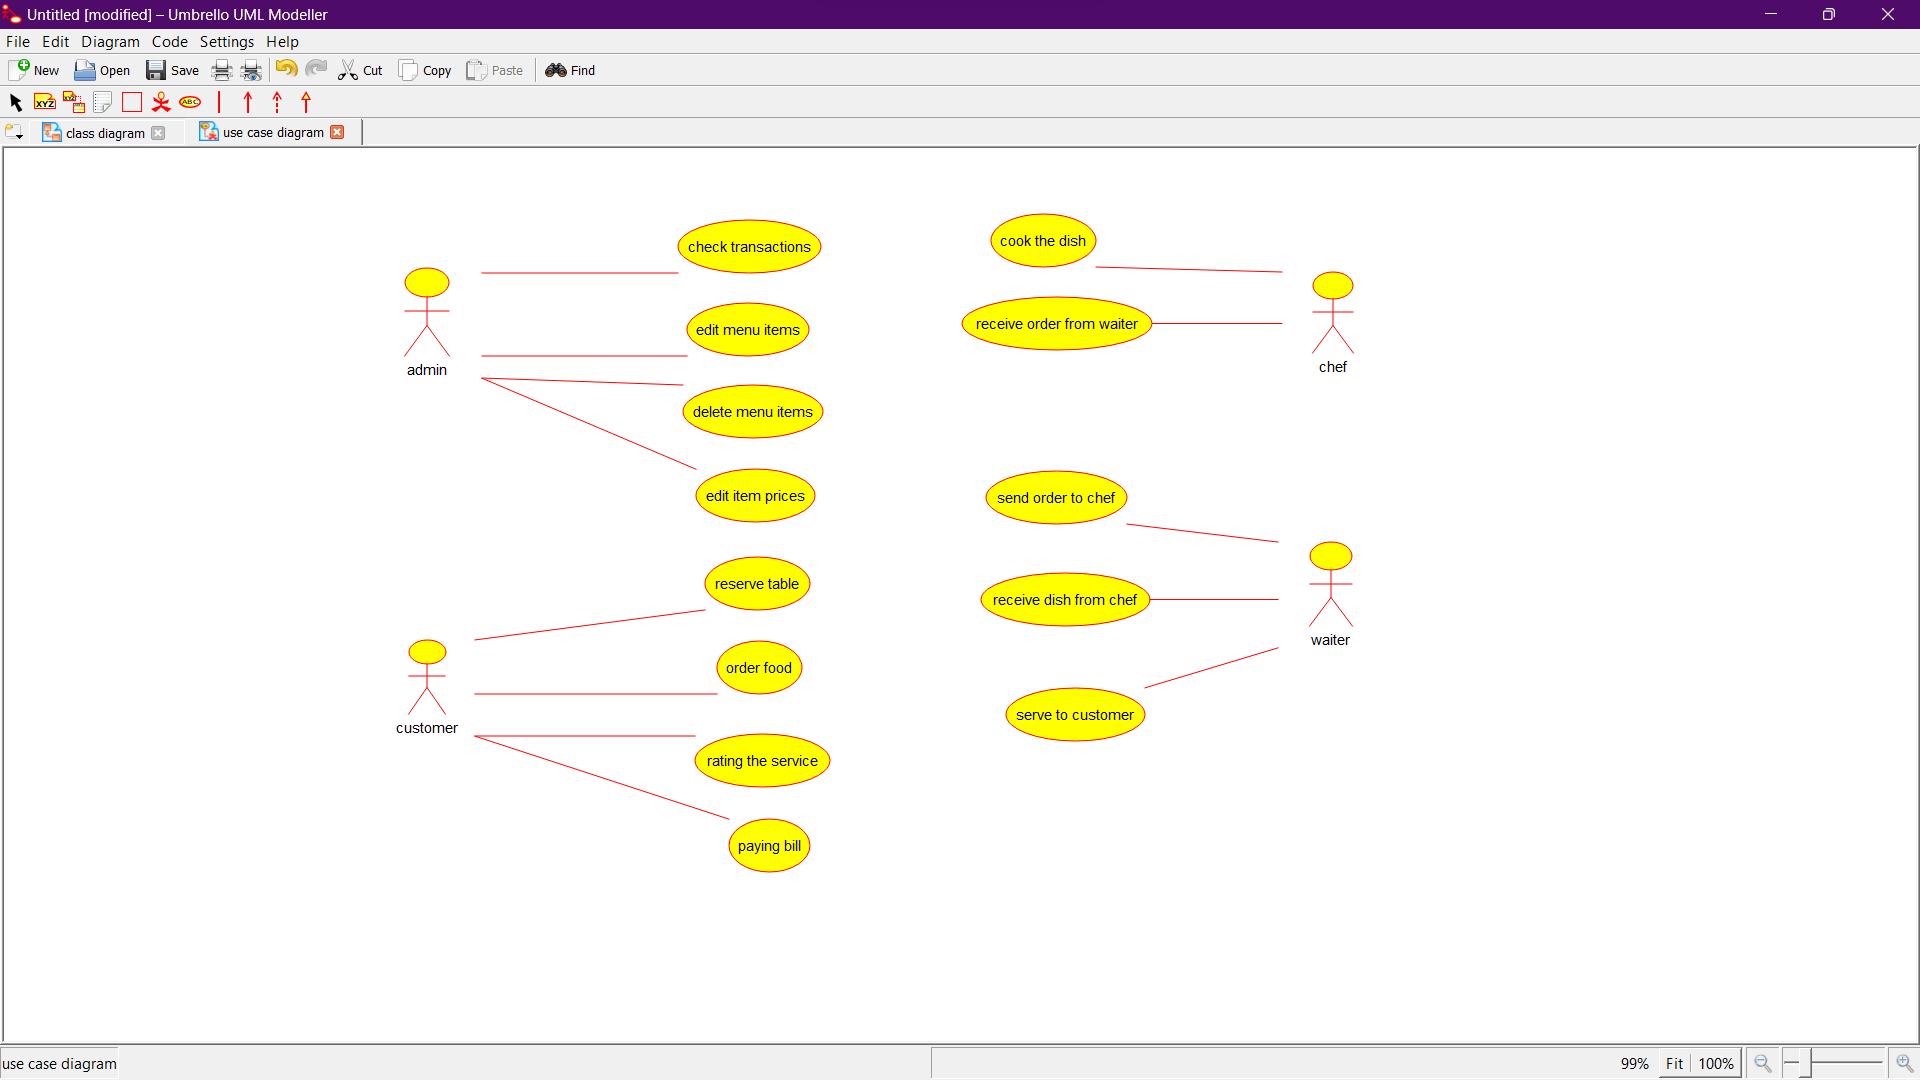 Untitled [modified] – Umbrello UML Modeller
File Edit Diagram Code Settings Help
New Open Save Cut Copy Paste Find
XYZ XYZ ABC
class diagram use case diagram
check transactions
edit menu items
admin
delete menu items
edit item prices
reserve table
order food
customer
rating the service
paying bill
cook the dish
receive order from waiter
chef
send order to chef
receive dish from chef
waiter
serve to customer
use case diagram 99% Fit 100%